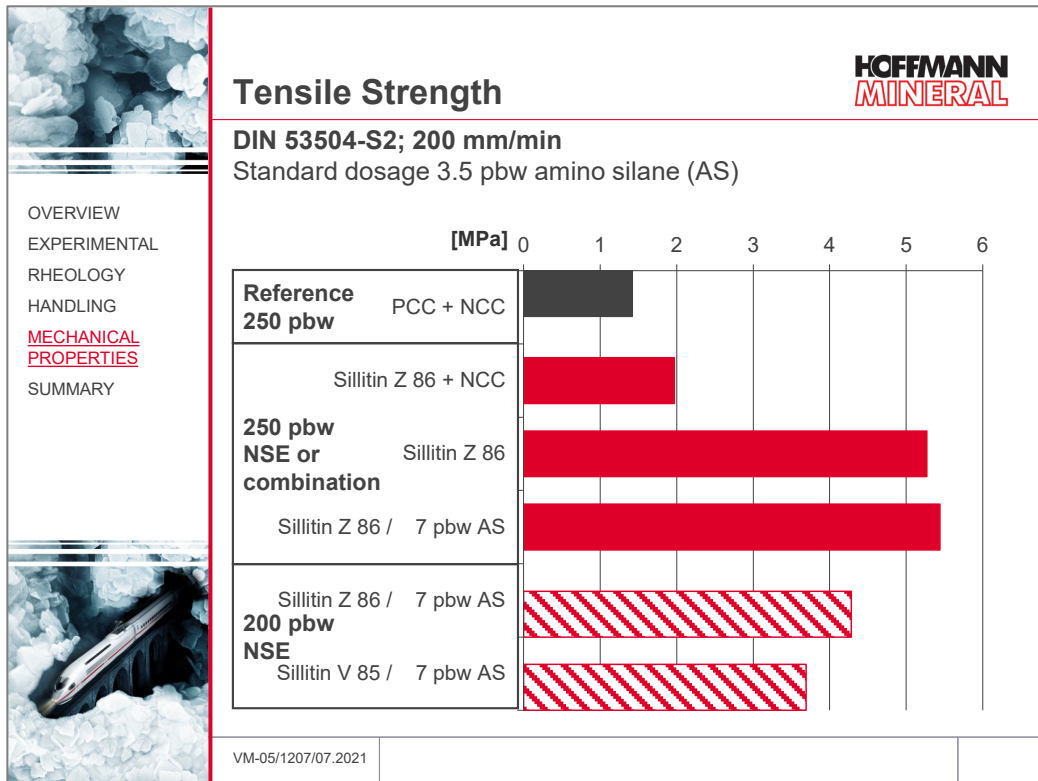 HOFFMANN
MINERAL
Tensile Strength
DIN 53504-S2; 200 mm/min
Standard dosage 3.5 pbw amino silane (AS)
OVERVIEW
EXPERIMENTAL
RHEOLOGY
HANDLING
MECHANICAL
PROPERTIES
SUMMARY
[MPa] 0 1 2 3 4 5 6
Reference
250 pbw
PCC + NCC
Sillitin Z 86 + NCC
250 pbw
NSE or
combination
Sillitin Z 86
Sillitin Z 86 / 7 pbw AS
Sillitin Z 86 / 7 pbw AS
200 pbw
NSE
Sillitin V 85 / 7 pbw AS
VM-05/1207/07.2021